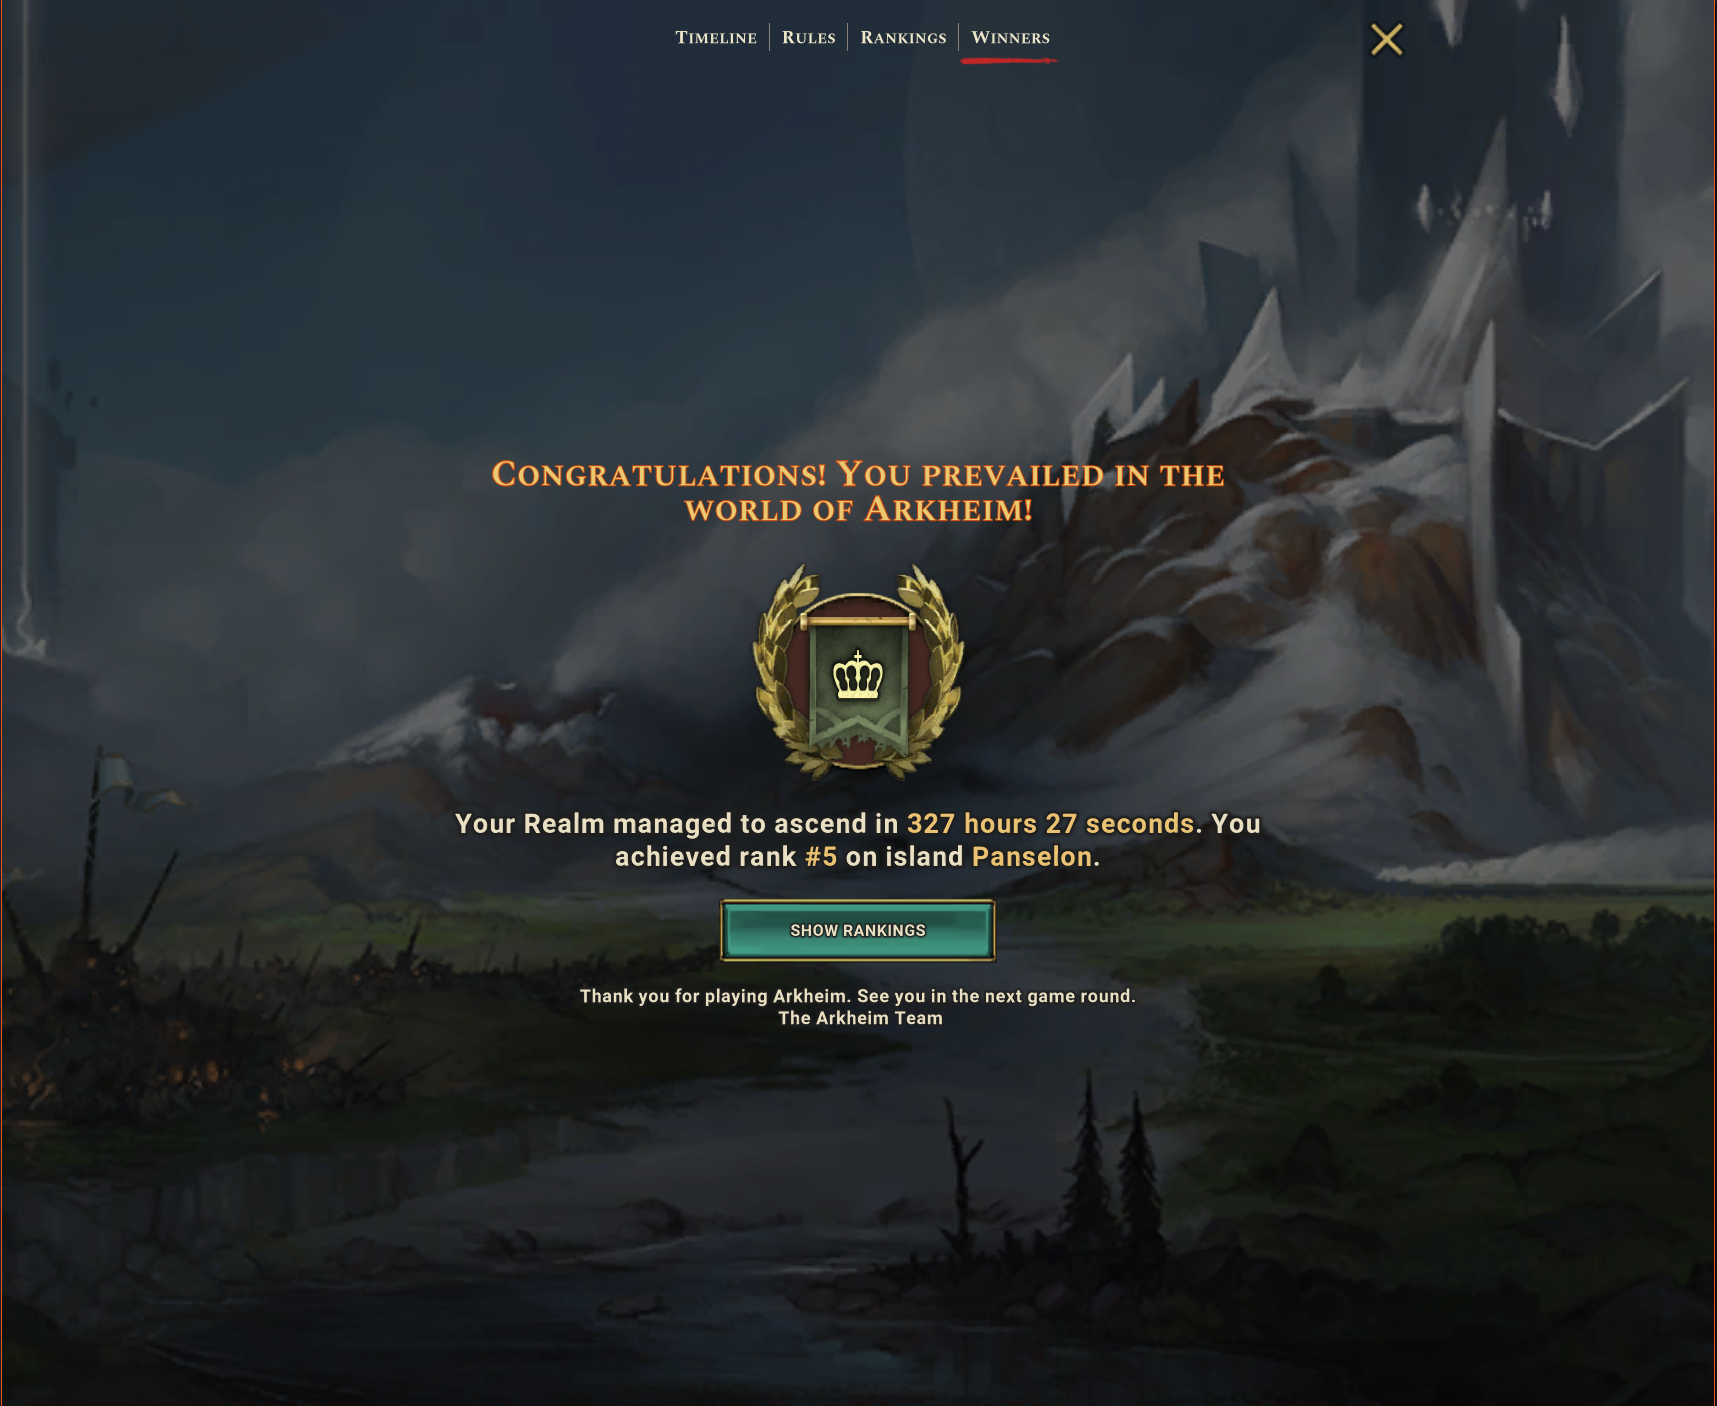 Timeline Rules Rankings Winners
Congratulations! You prevailed in the
world of Arkheim!
Your Realm managed to ascend in 327 hours 27 seconds. You
achieved rank #5 on island Panselon.
SHOW RANKINGS
Thank you for playing Arkheim. See you in the next game round.
The Arkheim Team